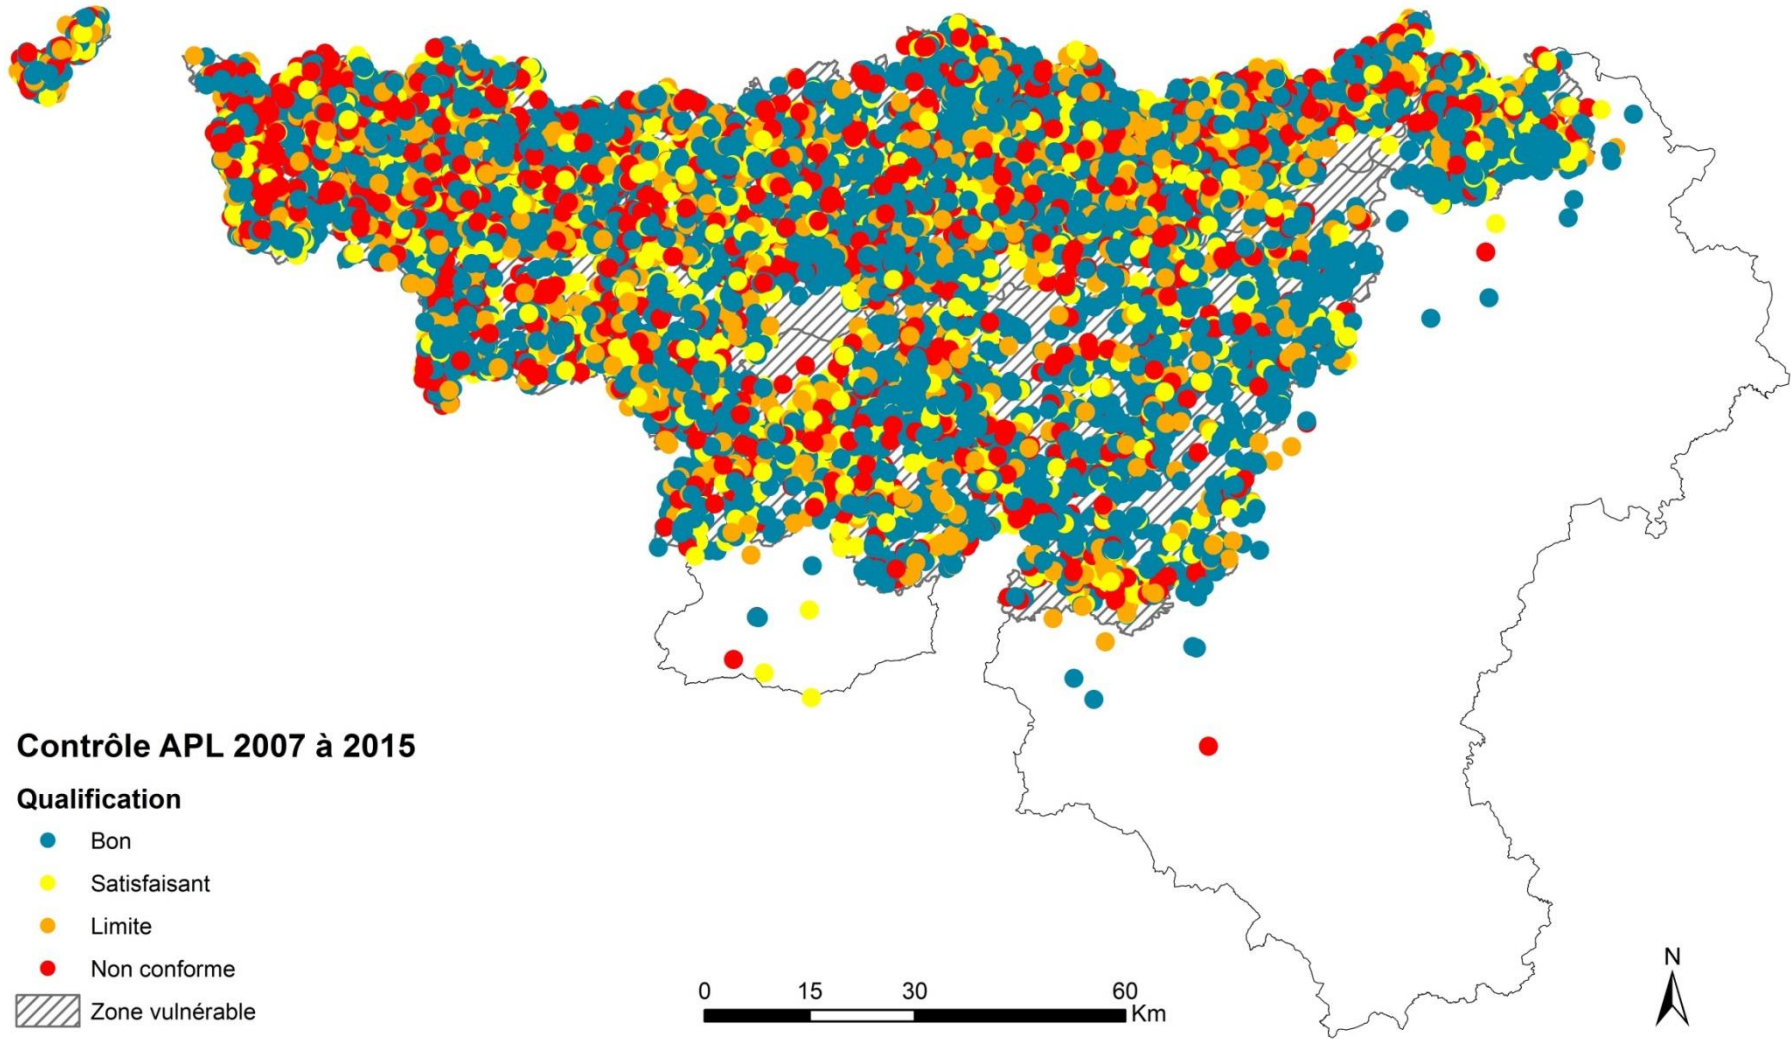 Contrôle APL 2007 à 2015
Qualification
Bon
Satisfaisant
Limite
Non conforme
Zone vulnérable
0 15 30 60
Km
N